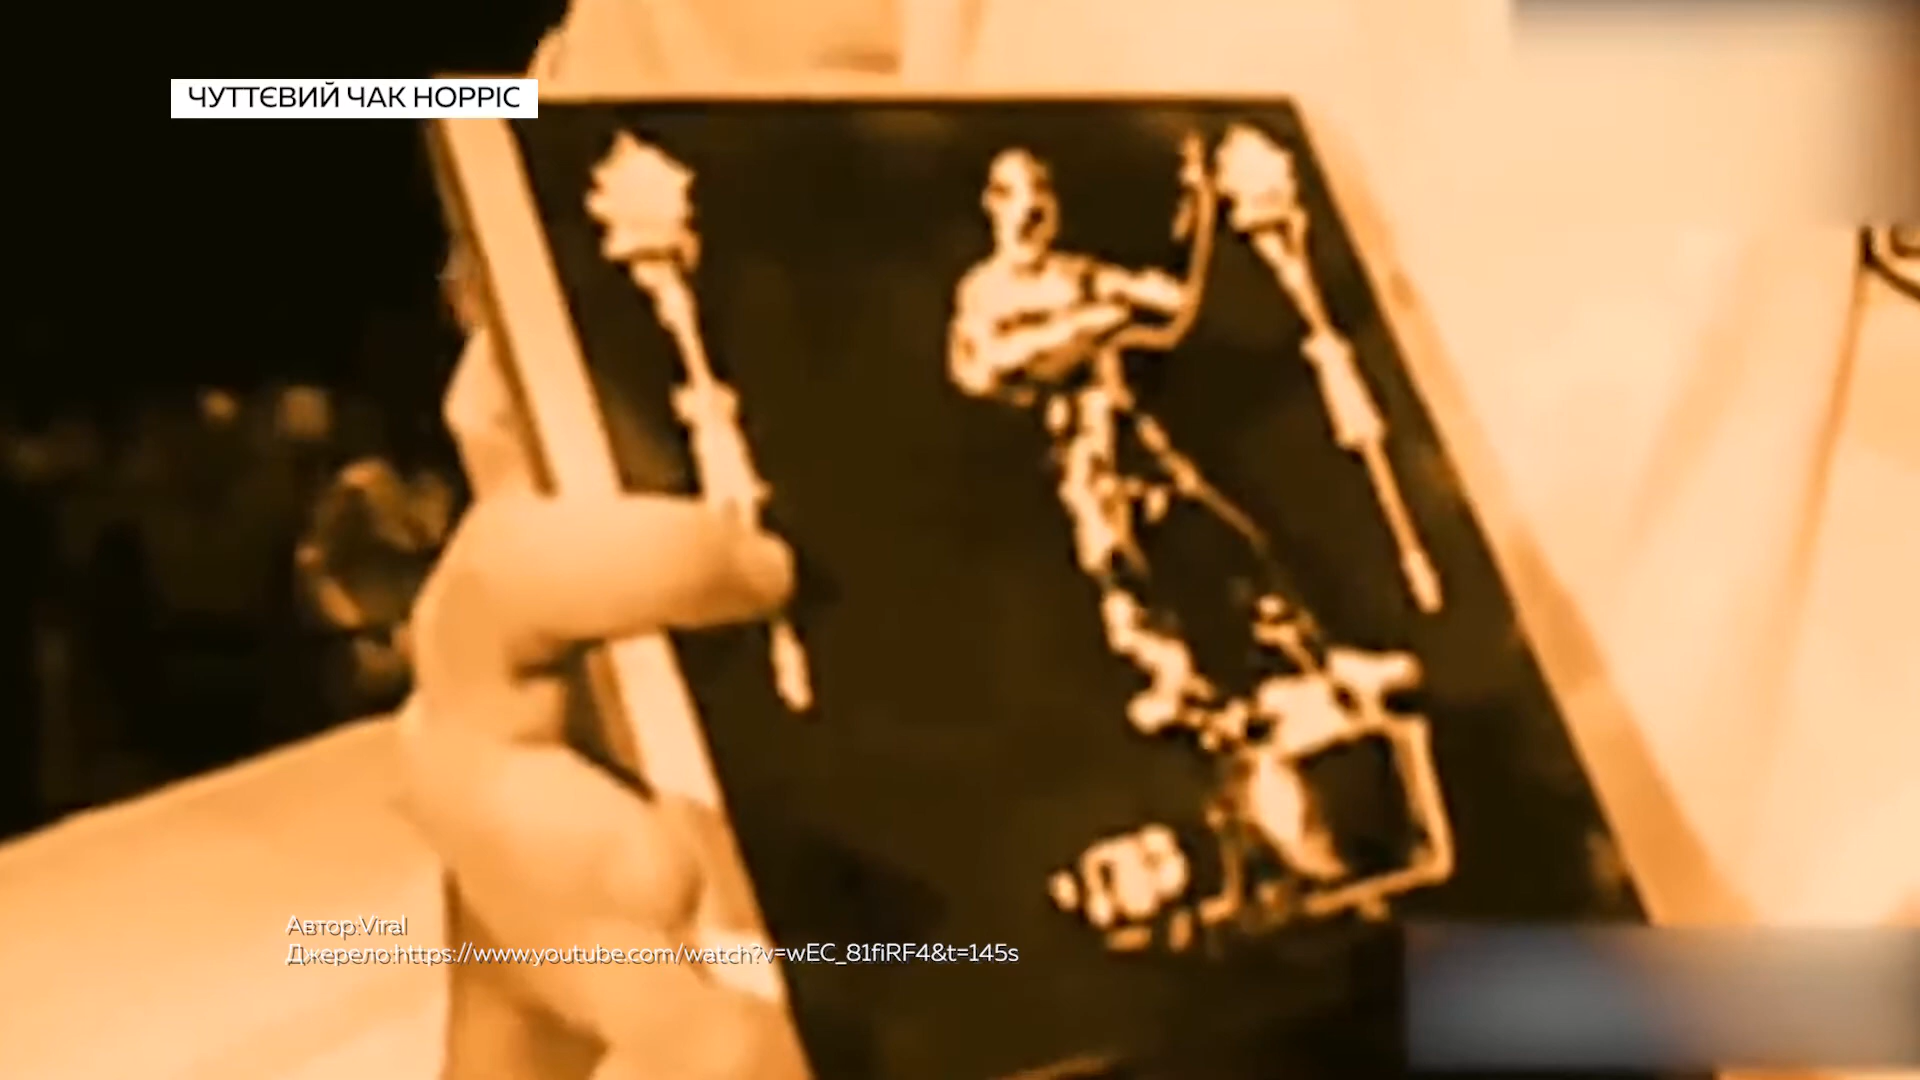 ЧУТТЄВИЙ ЧАК НОРРІС
Автор:Viral
Джерело:https://www.youtube.com/watch?v=wEC_81fiRF4&t=145s